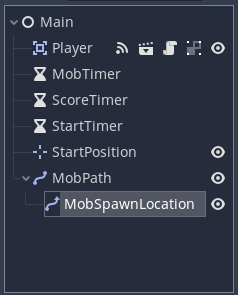 Main
Player
MobTimer
ScoreTimer
StartTimer
StartPosition
MobPath
MobSpawnLocation